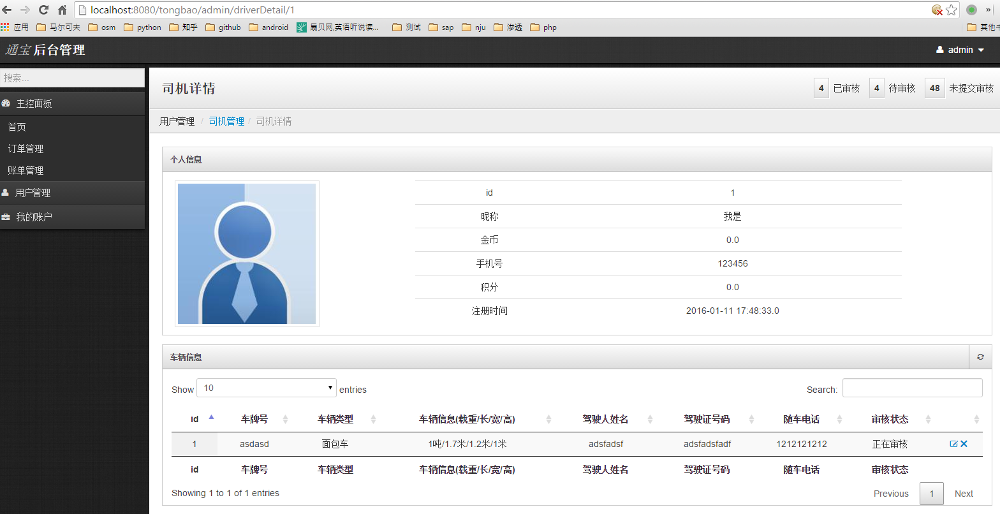 localhost:8080/tongbao/admin/driverDetail/1
应用 马尔可夫 osm python 知乎 github android 扇贝网,英语听说读... 测试 sap nju 渗透 php
通宝 后台管理 admin
搜索...
主控面板
首页
订单管理
账单管理
用户管理
我的账户
司机详情 4 已审核 4 待审核 48 未提交审核
用户管理 / 司机管理 / 司机详情
个人信息
id 1
昵称 我是
金币 0.0
手机号 123456
积分 0.0
注册时间 2016-01-11 17:48:33.0
车辆信息
Show 10 entries Search:
id 车牌号 车辆类型 车辆信息(载重/长/宽/高) 驾驶人姓名 驾驶证号码 随车电话 审核状态
1 asdasd 面包车 1吨/1.7米/1.2米/1米 adsfadsf adsfadsfadf 1212121212 正在审核
id 车牌号 车辆类型 车辆信息(载重/长/宽/高) 驾驶人姓名 驾驶证号码 随车电话 审核状态
Showing 1 to 1 of 1 entries Previous 1 Next